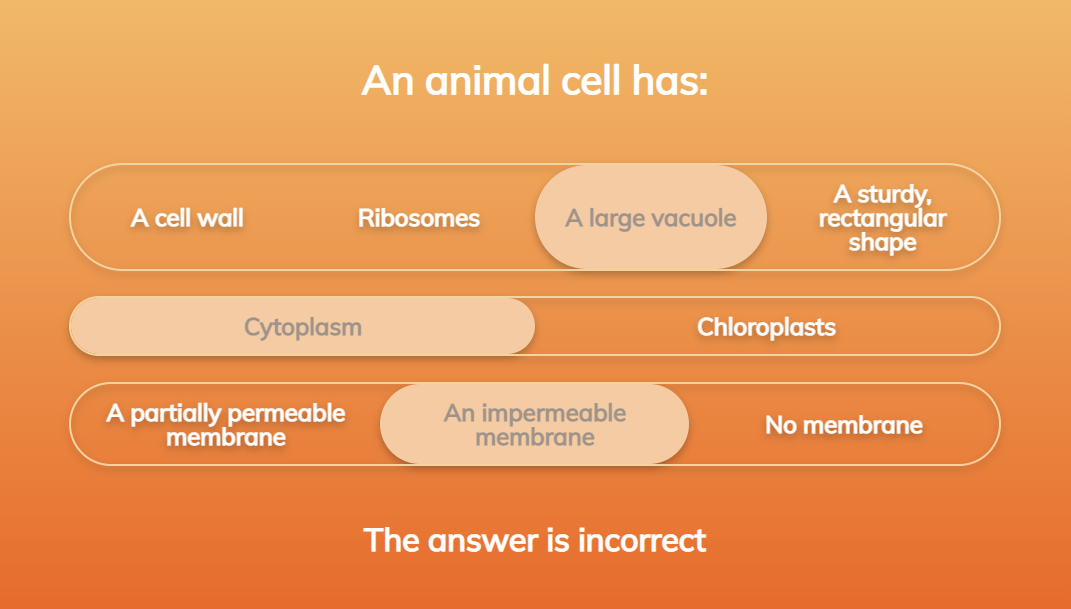 An animal cell has:
A cell wall
Ribosomes
A large vacuole
A sturdy,
rectangular
shape
Cytoplasm
Chloroplasts
A partially permeable
membrane
An impermeable
membrane
No membrane
The answer is incorrect